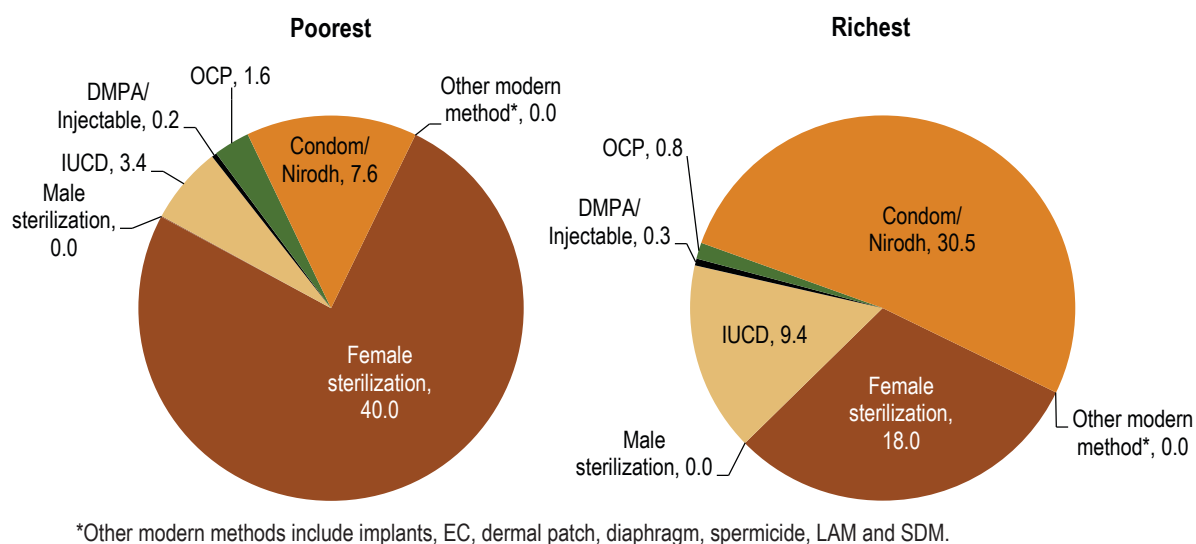 Poorest
OCP, 1.6
DMPA/
Injectable, 0.2
IUCD, 3.4
Male
sterilization,
0.0
Condom/
Nirodh, 7.6
Other modern
method*, 0.0
Female
sterilization,
40.0
Richest
OCP, 0.8
DMPA/
Injectable, 0.3
Condom/
Nirodh, 30.5
IUCD, 9.4
Female
sterilization,
18.0
Male
sterilization, 0.0
Other modern
method*, 0.0
*Other modern methods include implants, EC, dermal patch, diaphragm, spermicide, LAM and SDM.